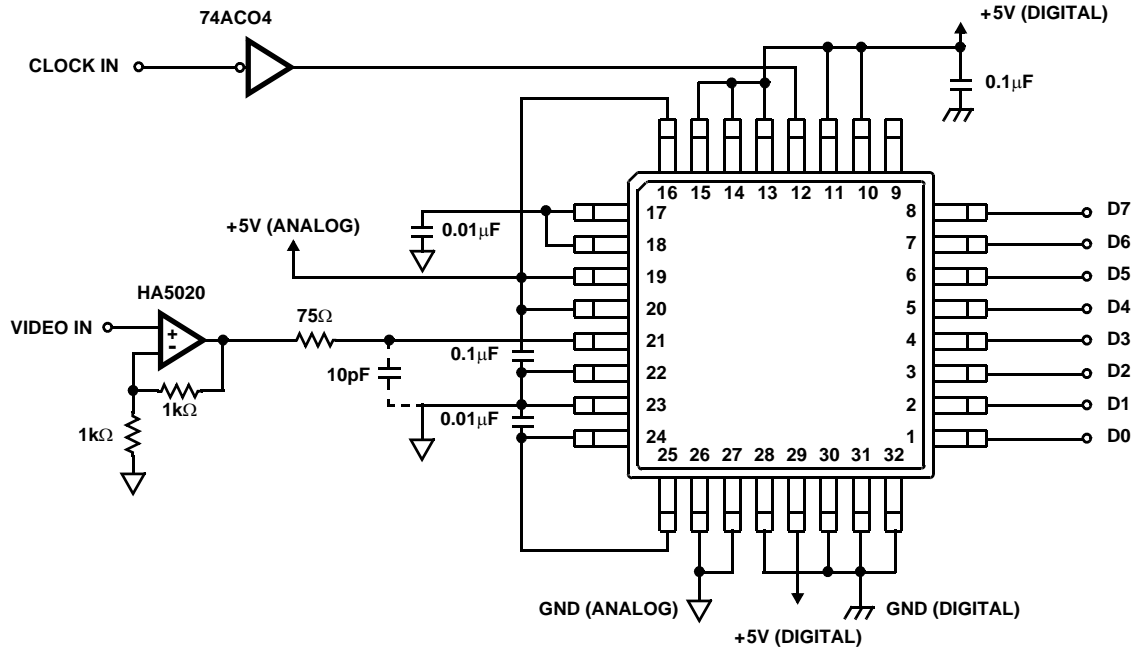 74ACO4
+5V (DIGITAL)
CLOCK IN
0.1μF
16 15 14 13 12 11 10 9
17
8
D7
+5V (ANALOG)
0.01μF
18
7
D6
19
6
D5
HA5020
20
5
D4
75Ω
VIDEO IN
+
-
21
4
D3
0.1μF
10pF
22
3
D2
1kΩ
0.01μF
23
2
D1
1kΩ
24
1
D0
25 26 27 28 29 30 31 32
GND (ANALOG)
GND (DIGITAL)
+5V (DIGITAL)